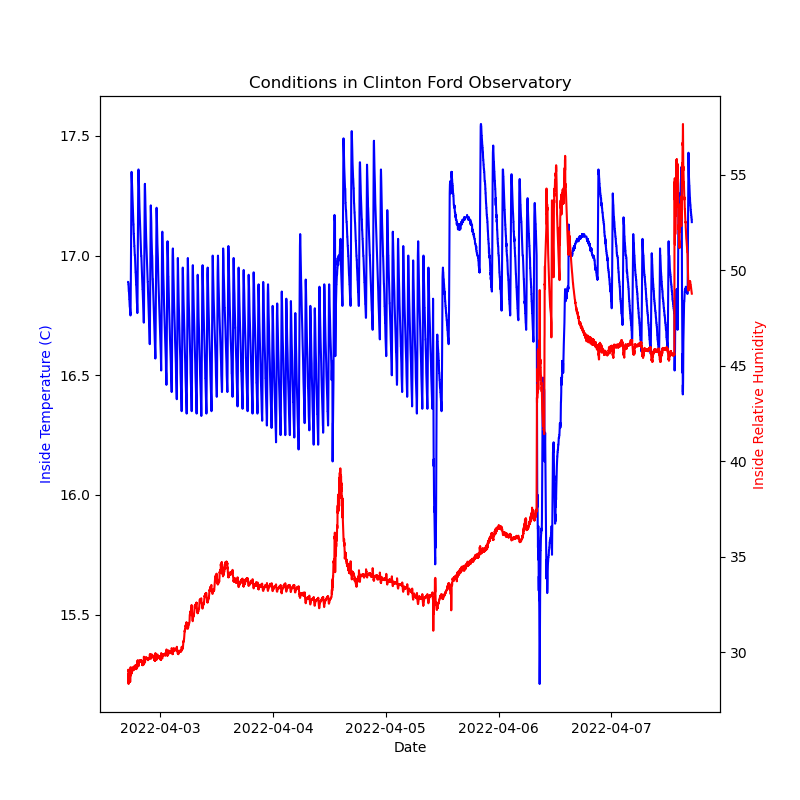 Conditions in Clinton Ford Observatory
17.5
17.0
16.5
16.0
15.5
Inside Temperature (C)
55
50
45
40
35
30
Inside Relative Humidity
2022-04-03 2022-04-04 2022-04-05 2022-04-06 2022-04-07
Date